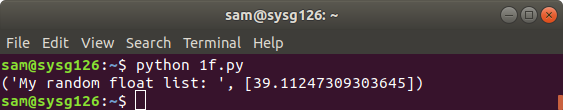 sam@sysg126: ~
File Edit View Search Terminal Help
sam@sysg126:~$ python 1f.py
('My random float list: ', [39.11247309303645])
sam@sysg126:~$